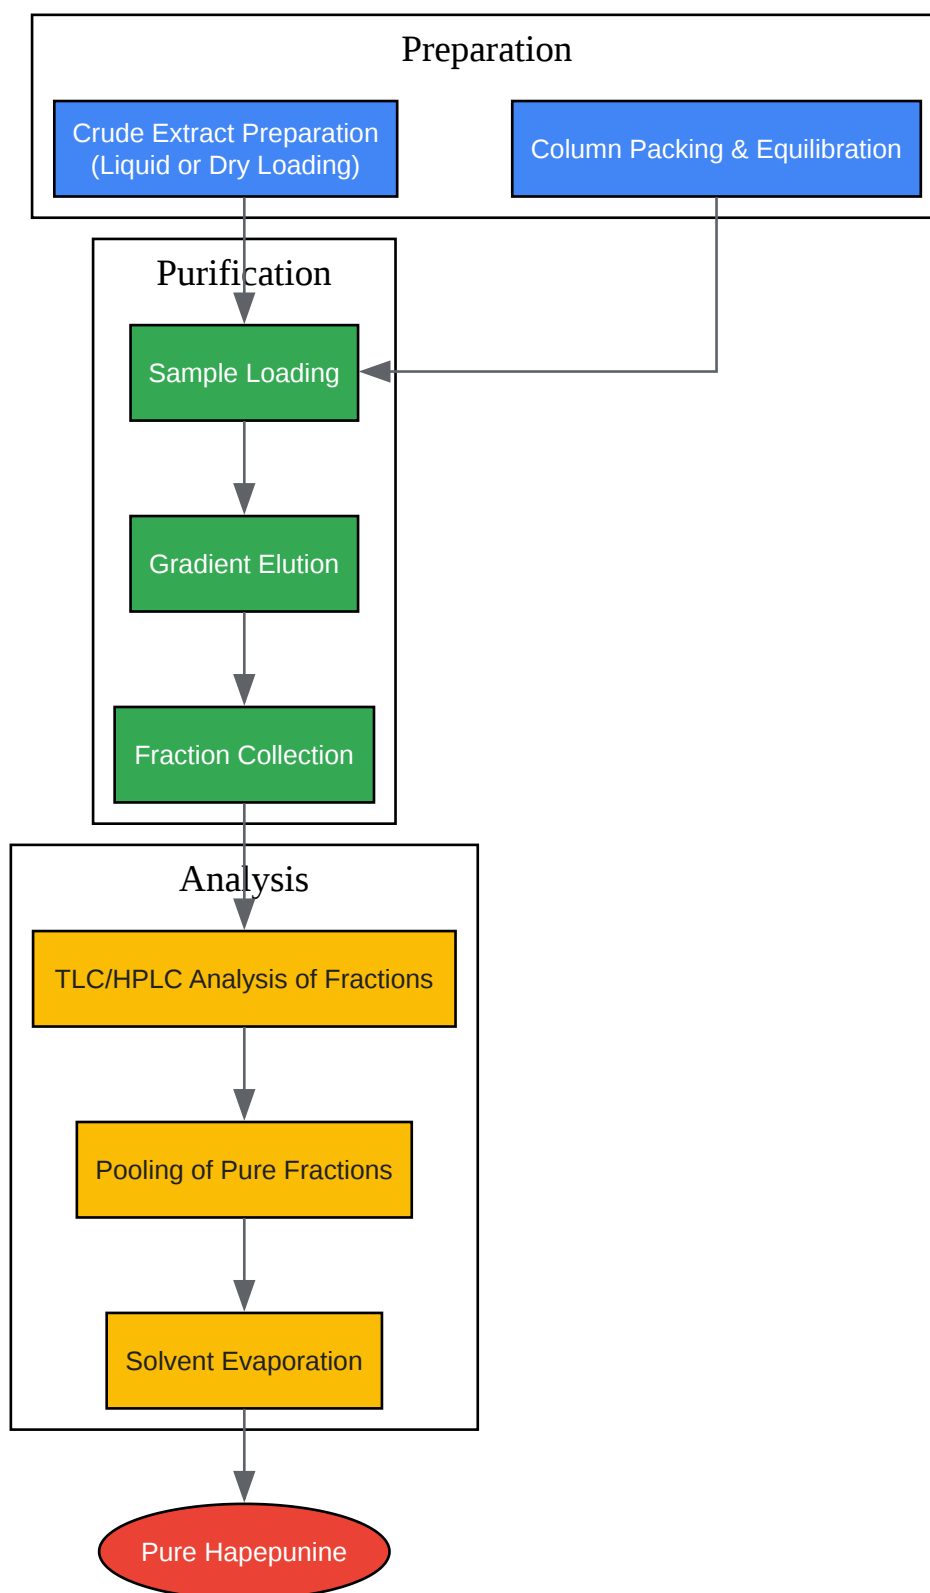 Preparation
Crude Extract Preparation
(Liquid or Dry Loading)
Column Packing & Equilibration
Purification
Sample Loading
Gradient Elution
Fraction Collection
Analysis
TLC/HPLC Analysis of Fractions
Pooling of Pure Fractions
Solvent Evaporation
Pure Hapepunine